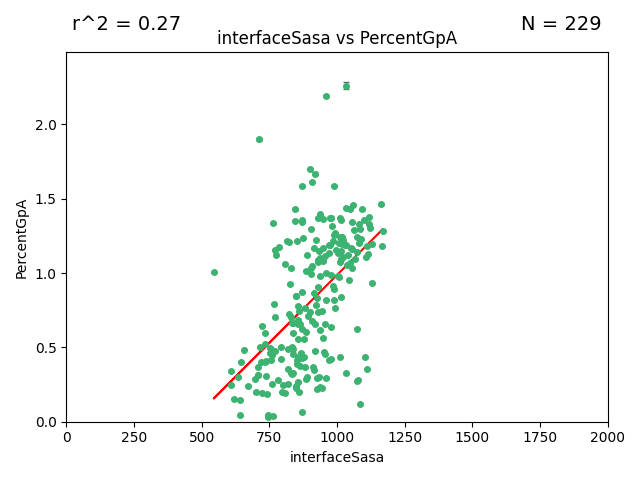 r^2 = 0.27
N = 229
interfaceSasa vs PercentGpA
PercentGpA
2.0
1.5
1.0
0.5
0.0
0 250 500 750 1000 1250 1500 1750 2000
interfaceSasa